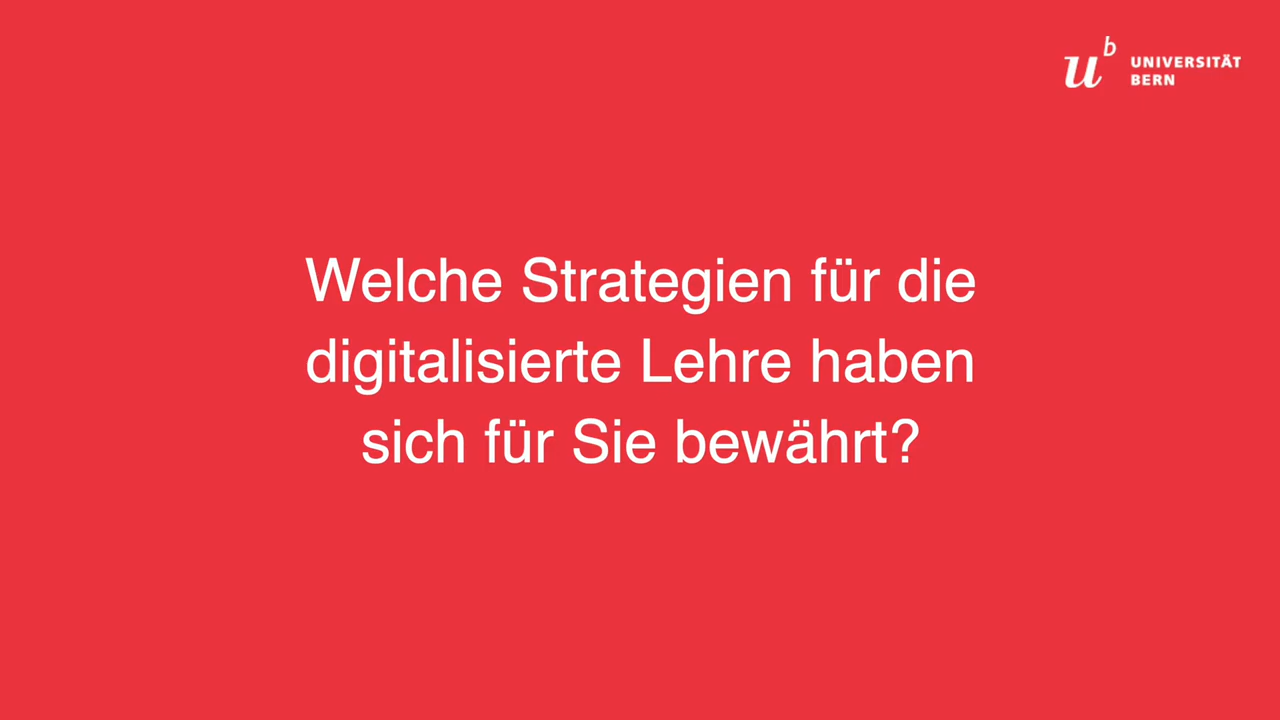 u b
UNIVERSITÄT
BERN
Welche Strategien für die
digitalisierte Lehre haben
sich für Sie bewährt?